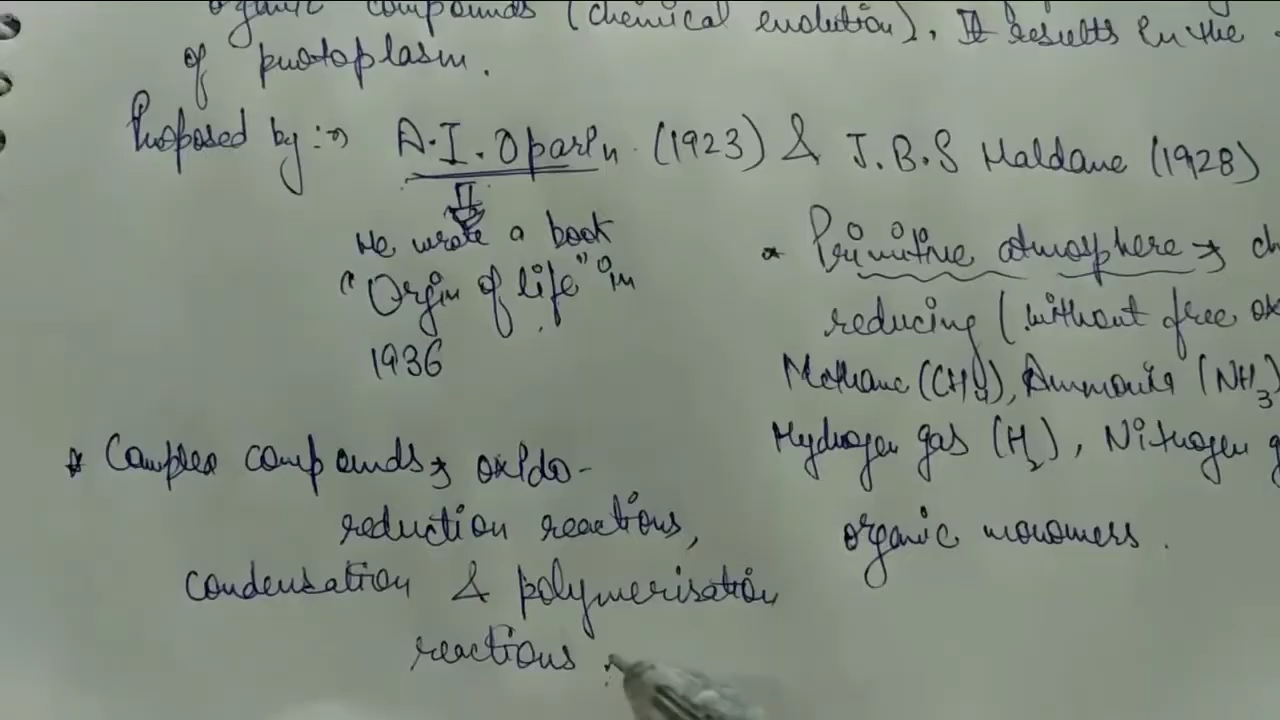 organic compounds (chemical evolution). It results in the
of protoplasm.
Proposed by :→ A.I. Oparin (1923) & J.B.S Haldane (1928)
He wrote a book
"Orgin of life" in
1936
* Primitive atmosphere →
reducing (without free
Methane (CH4), Ammonia (NH3
Hydrogen gas (H2), Nitrogen
organic monomers.
* Complex compounds → oxido-
reduction reactions,
condensation & polymerisation
reactions.